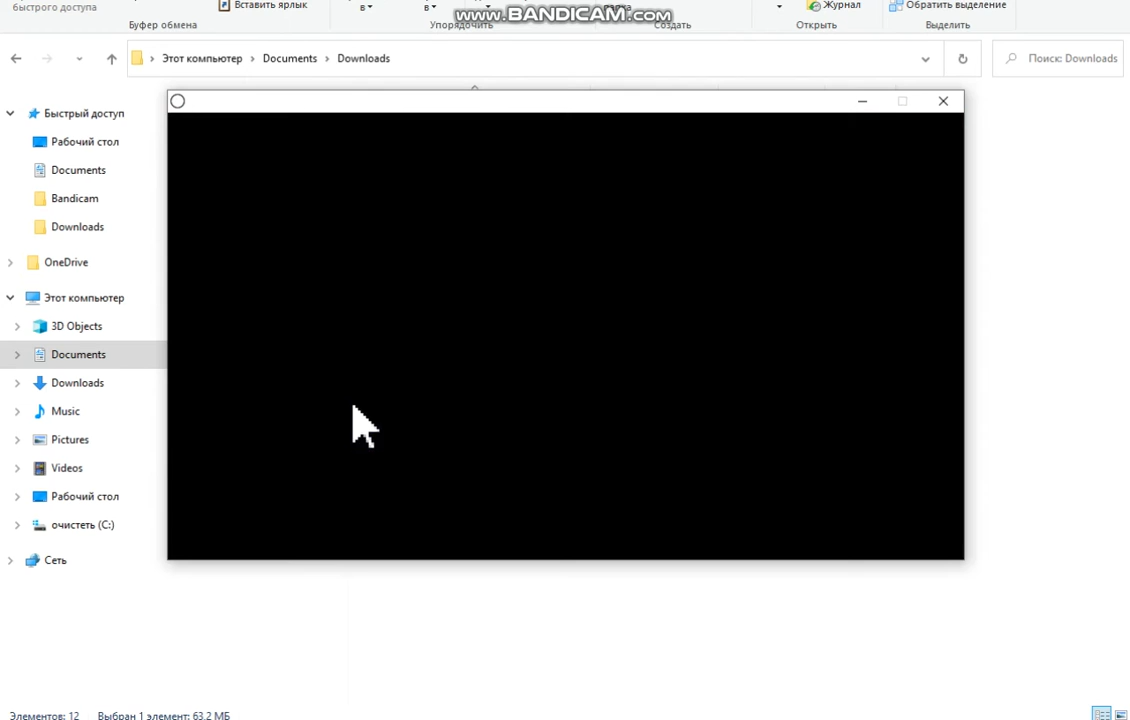 быстрого доступа
Вставить ярлык
в
в
папка
Журнал
Обратить выделение
Буфер обмена
Упорядочить
Создать
Открыть
Выделить
www.BANDICAM.com
Этот компьютер > Documents > Downloads
Поиск: Downloads
Быстрый доступ
Рабочий стол
Documents
Bandicam
Downloads
OneDrive
Этот компьютер
3D Objects
Documents
Downloads
Music
Pictures
Videos
Рабочий стол
очистеть (C:)
Сеть
Элементов: 12 Выбран 1 элемент: 63.2 МБ